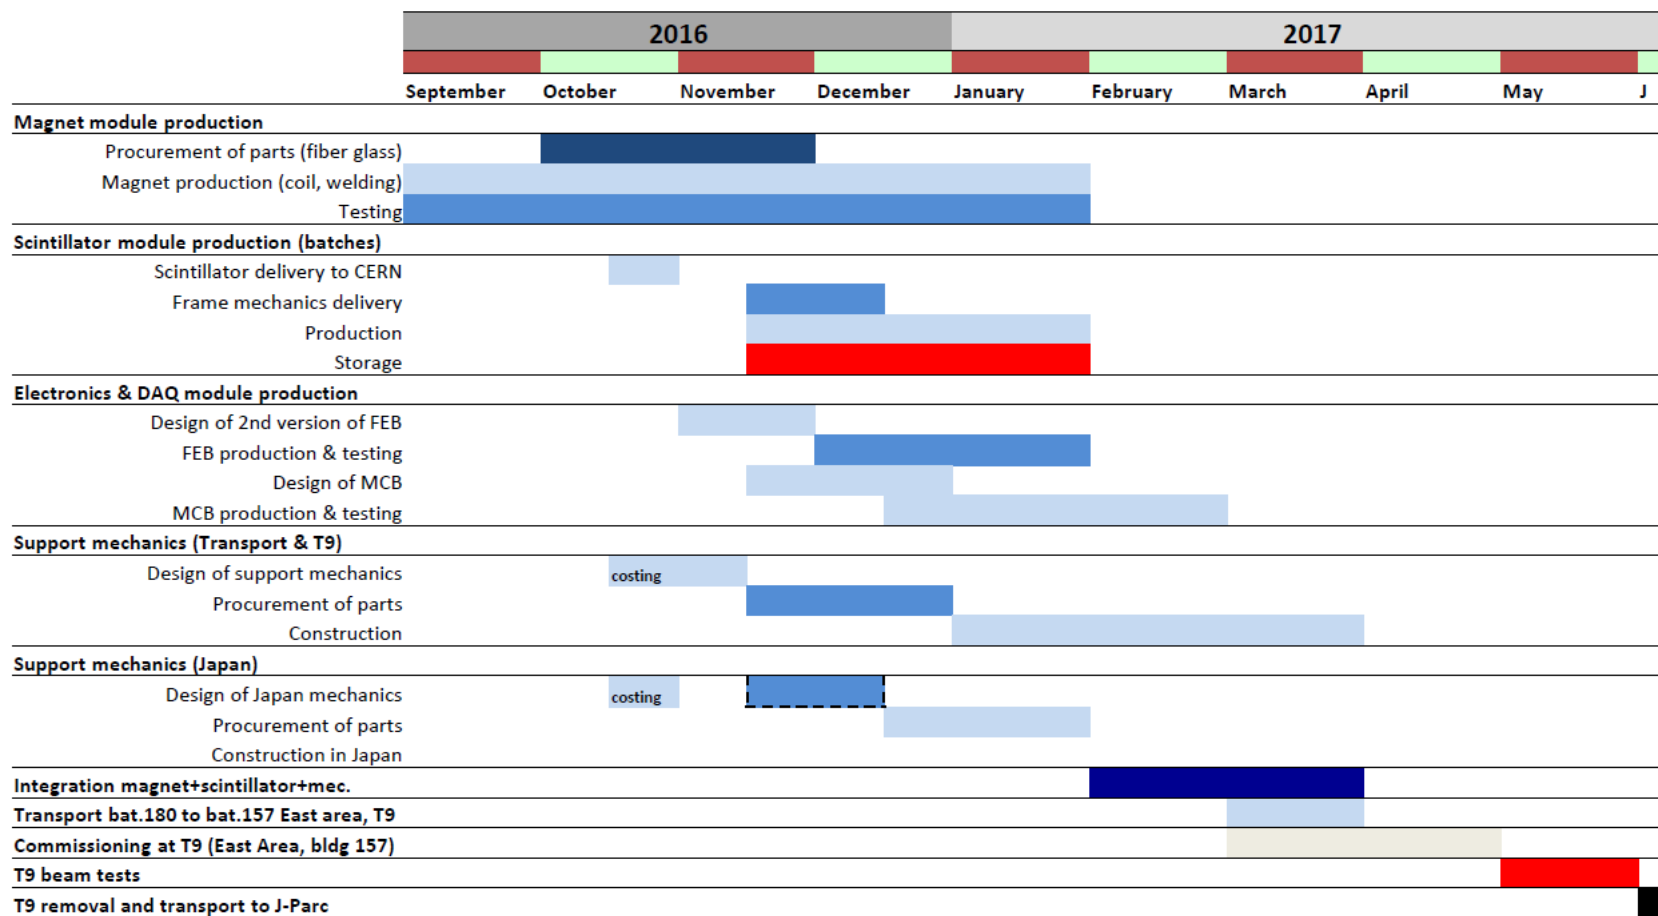 2016 2017
September October November December January February March April May J
Magnet module production
Procurement of parts (fiber glass)
Magnet production (coil, welding)
Testing
Scintillator module production (batches)
Scintillator delivery to CERN
Frame mechanics delivery
Production
Storage
Electronics & DAQ module production
Design of 2nd version of FEB
FEB production & testing
Design of MCB
MCB production & testing
Support mechanics (Transport & T9)
Design of support mechanics costing
Procurement of parts
Construction
Support mechanics (Japan)
Design of Japan mechanics costing
Procurement of parts
Construction in Japan
Integration magnet+scintillator+mec.
Transport bat.180 to bat.157 East area, T9
Commissioning at T9 (East Area, bldg 157)
T9 beam tests
T9 removal and transport to J-Parc